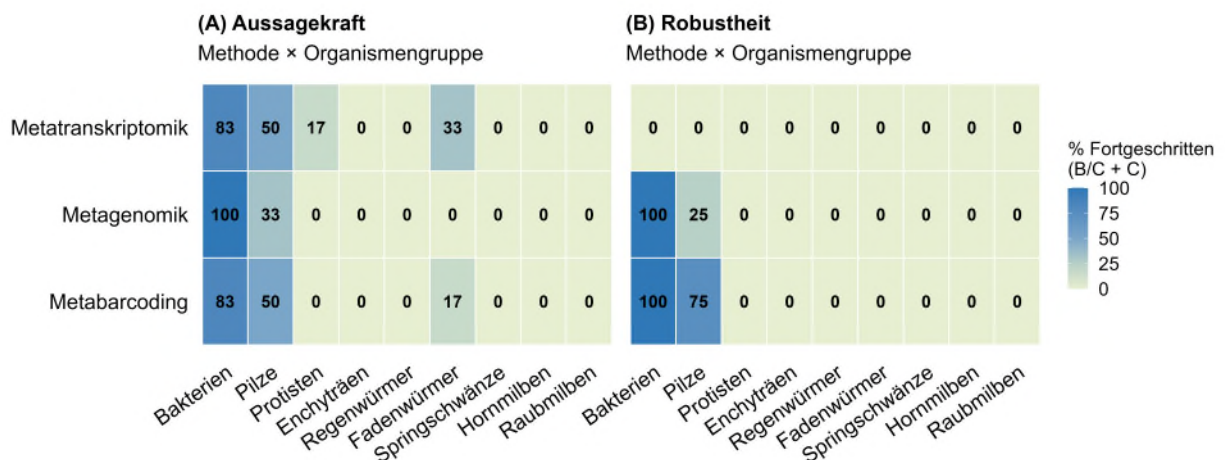 (A) Aussagekraft
Methode × Organismengruppe
(B) Robustheit
Methode × Organismengruppe
Metatranskriptomik
83 50 17 0 0 33 0 0 0
0 0 0 0 0 0 0 0 0
Metagenomik
100 33 0 0 0 0 0 0 0
100 25 0 0 0 0 0 0 0
Metabarcoding
83 50 0 0 0 17 0 0 0
100 75 0 0 0 0 0 0 0
Bakterien
Pilze
Protisten
Enchyträen
Regenwürmer
Fadenwürmer
Springschwänze
Hornmilben
Raubmilben
Bakterien
Pilze
Protisten
Enchyträen
Regenwürmer
Fadenwürmer
Springschwänze
Hornmilben
Raubmilben
% Fortgeschritten
(B/C + C)
100
75
50
25
0